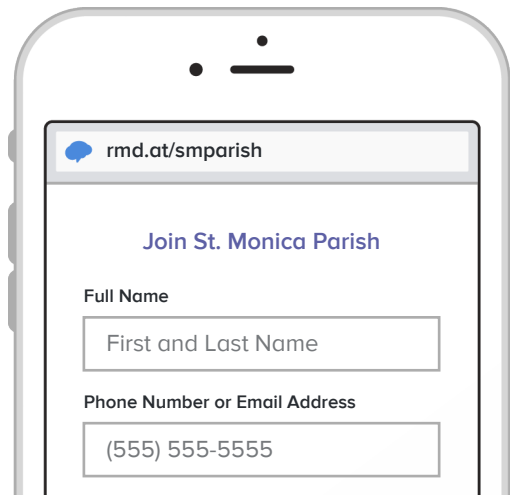 rmd.at/smparish
Join St. Monica Parish
Full Name
First and Last Name
Phone Number or Email Address
(555) 555-5555